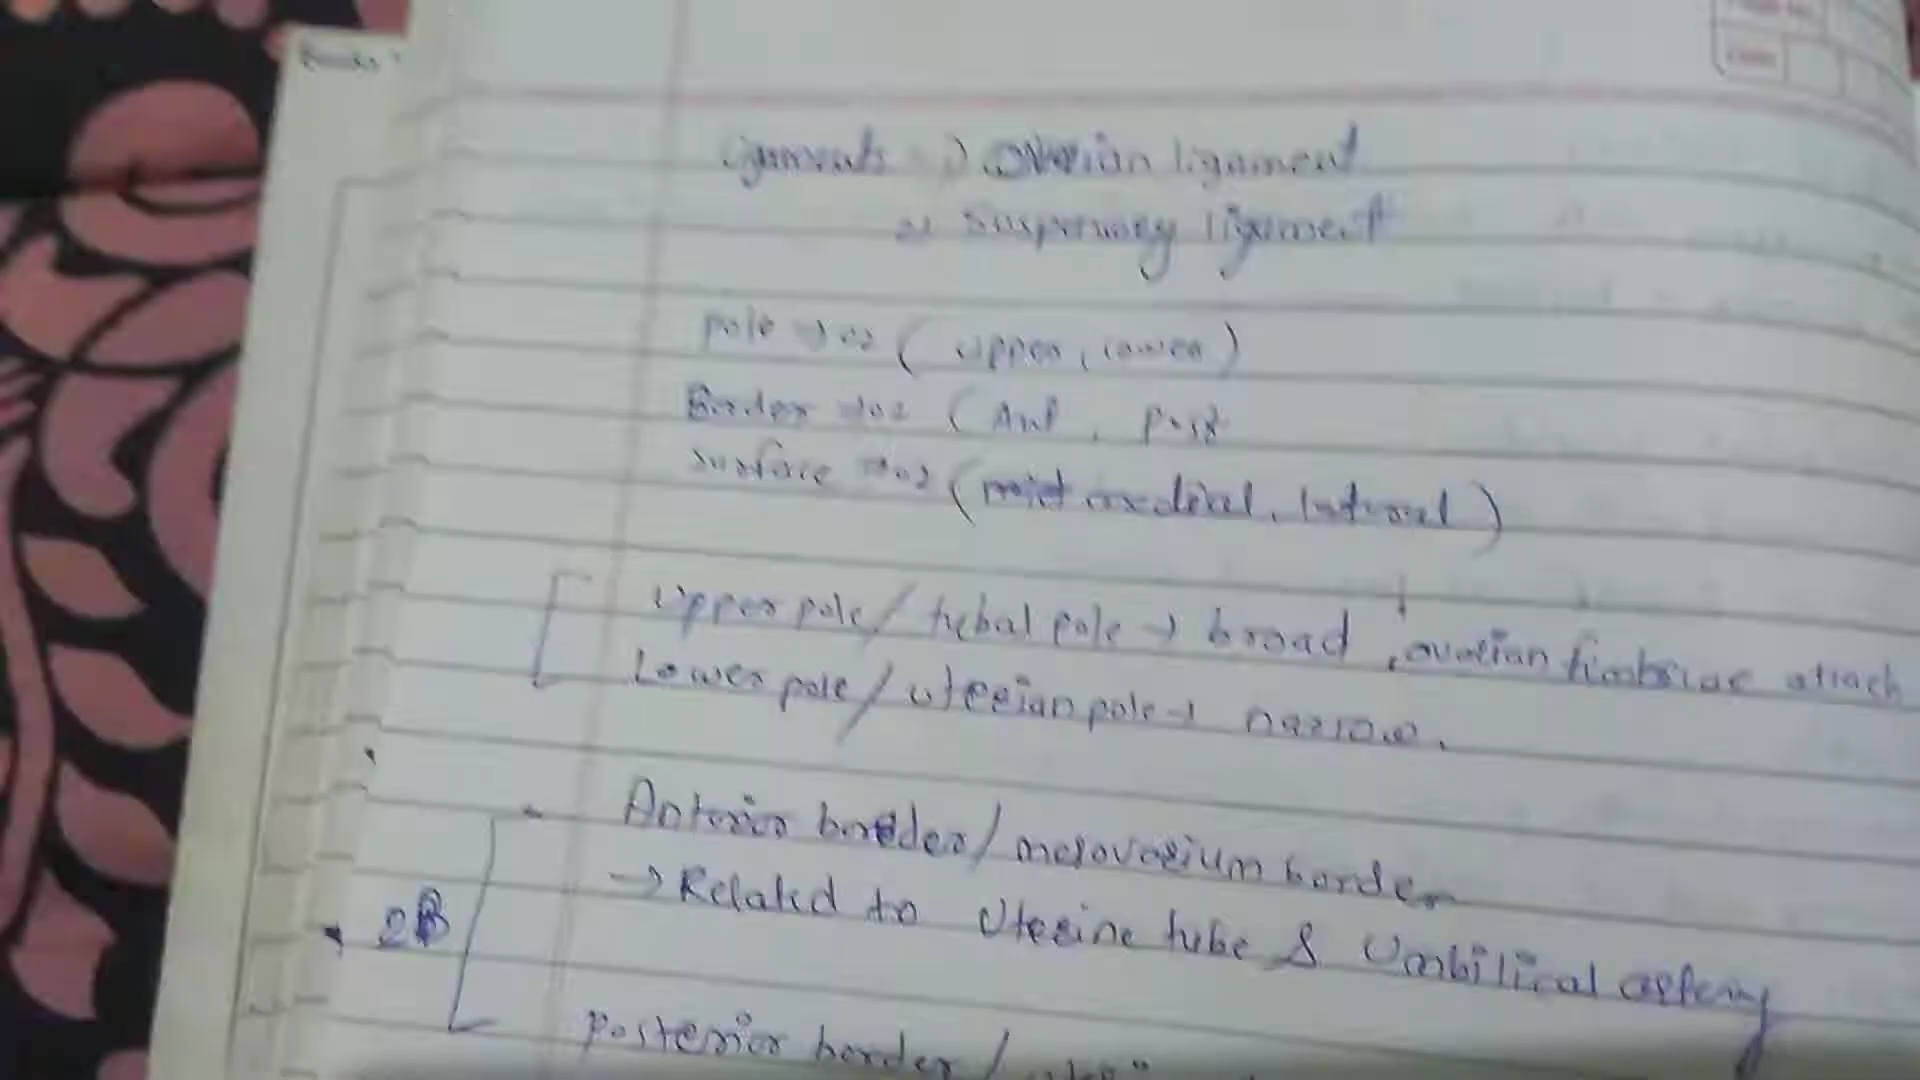 ligaments → 1) ovarian ligament
2) Suspensory ligament
pole → 02 ( Upper, Lower )
Border → 02 ( Ant, Post
surface → 02 ( medial, lateral )
Upper pole / tubal pole → broad, ovarian fimbriae attach
Lower pole / uterian pole → narrow.
Anterior border / mesovarium border
2B
→ Related to Uterine tube & Umbilical artery
Posterior border /